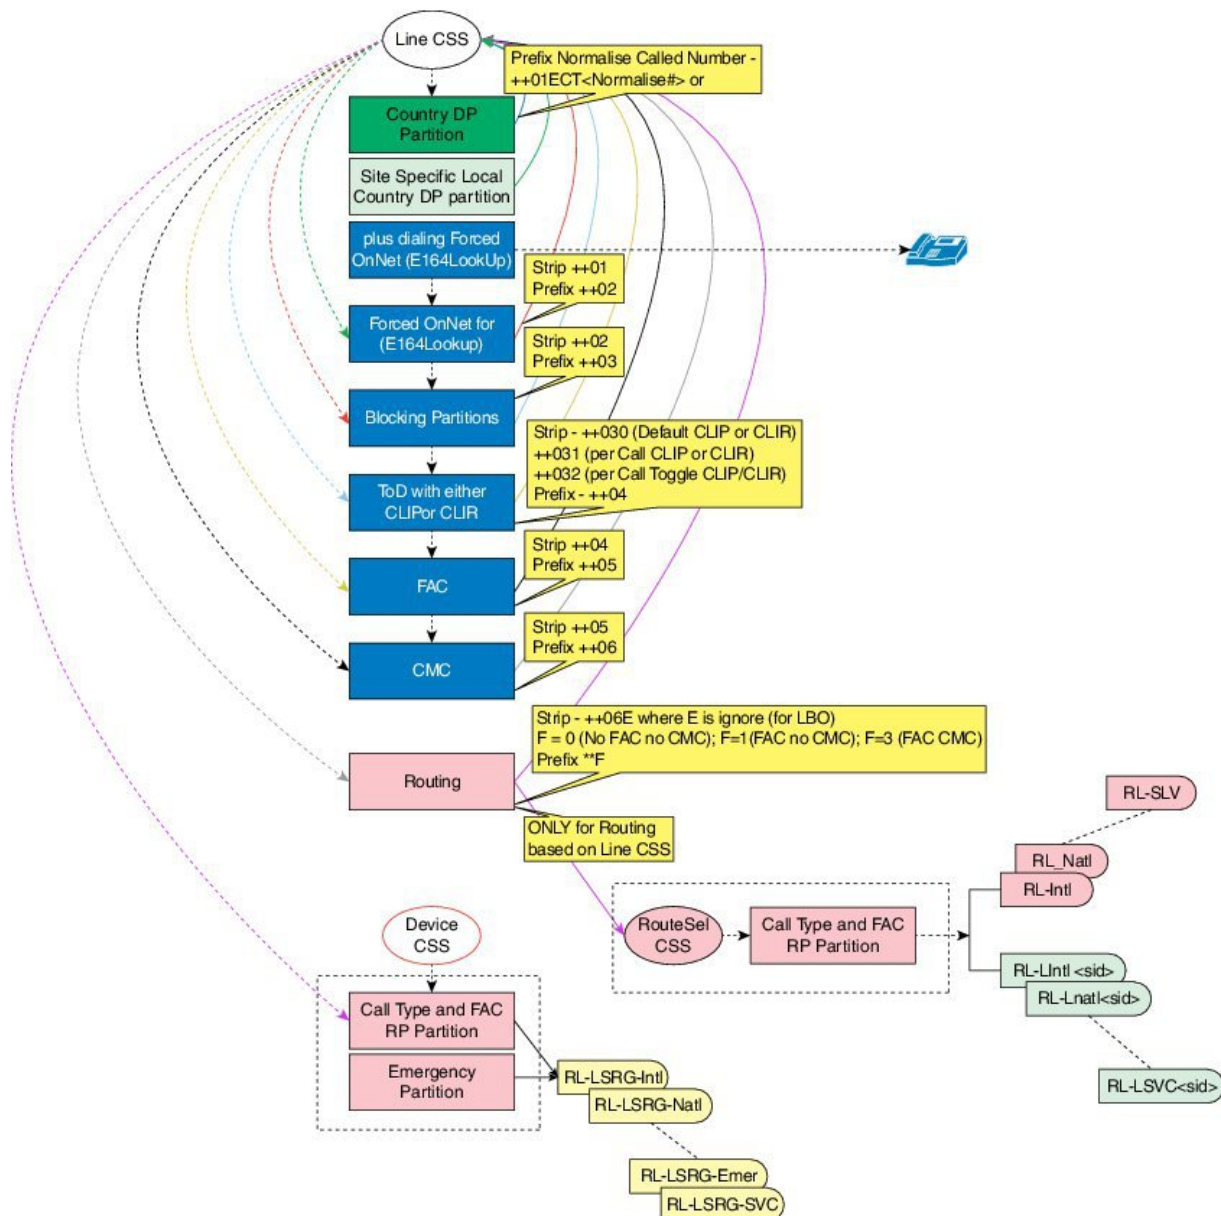 Line CSS
Prefix Normalise Called Number -
++01ECT<Normalise#> or
Country DP
Partition
Site Specific Local
Country DP partition
plus dialing Forced
OnNet (E164LookUp)
Strip ++01
Prefix ++02
Forced OnNet for
(E164Lookup)
Strip ++02
Prefix ++03
Blocking Partitions
Strip - ++030 (Default CLIP or CLIR)
++031 (per Call CLIP or CLIR)
++032 (per Call Toggle CLIP/CLIR)
Prefix - ++04
ToD with either
CLIPor CLIR
Strip ++04
Prefix ++05
FAC
Strip ++05
Prefix ++06
CMC
Strip - ++06E where E is ignore (for LBO)
F = 0 (No FAC no CMC); F=1(FAC no CMC); F=3 (FAC CMC)
Prefix **F
Routing
ONLY for Routing
based on Line CSS
RL-SLV
RL_Natl
RL-Intl
RouteSel
CSS
Call Type and FAC
RP Partition
RL-LIntl <sid>
RL-Lnatl<sid>
RL-LSVC<sid>
Device
CSS
Call Type and FAC
RP Partition
Emergency
Partition
RL-LSRG-Intl
RL-LSRG-Natl
RL-LSRG-Emer
RL-LSRG-SVC